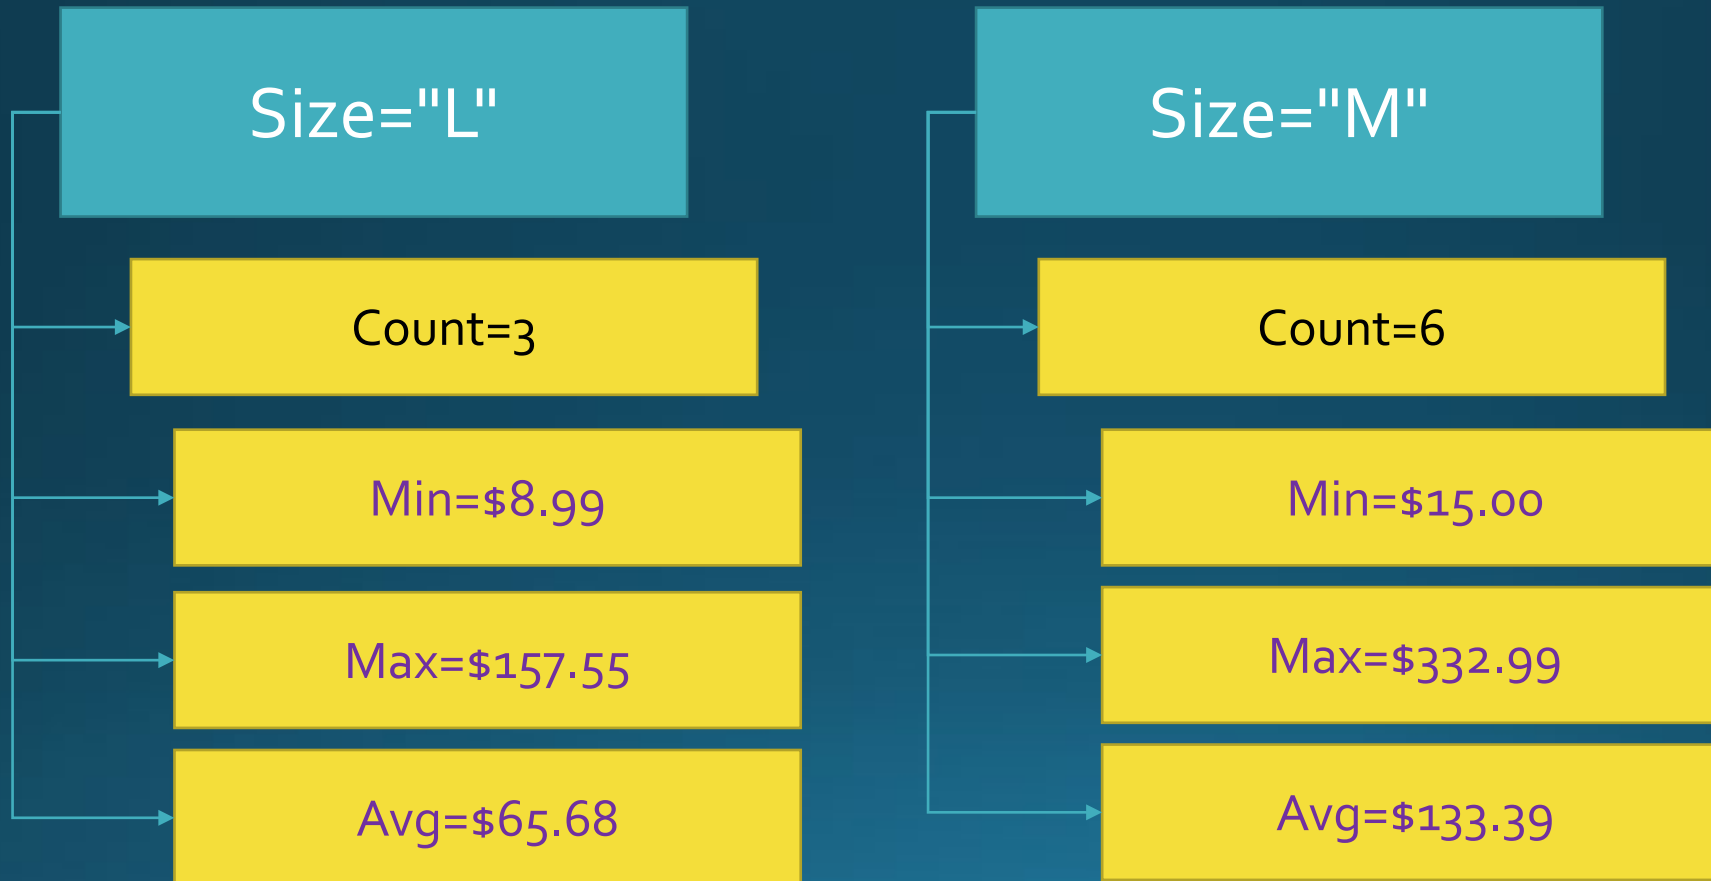 Size="L"
Count=3
Min=$8.99
Max=$157.55
Avg=$65.68
Size="M"
Count=6
Min=$15.00
Max=$332.99
Avg=$133.39